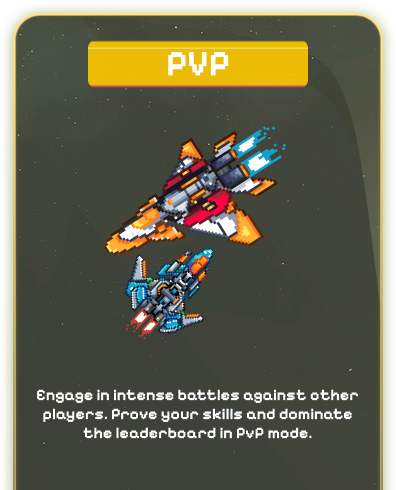 PVP
Engage in intense battles against other
players. Prove your skills and dominate
the leaderboard in PvP mode.